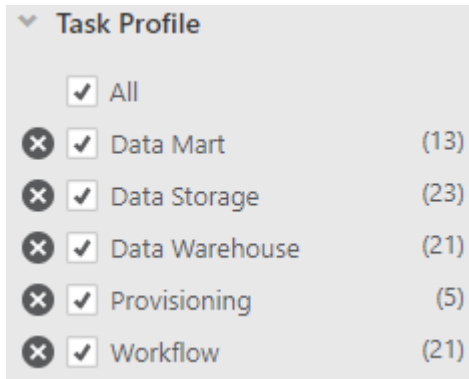 Task Profile
All
Data Mart (13)
Data Storage (23)
Data Warehouse (21)
Provisioning (5)
Workflow (21)